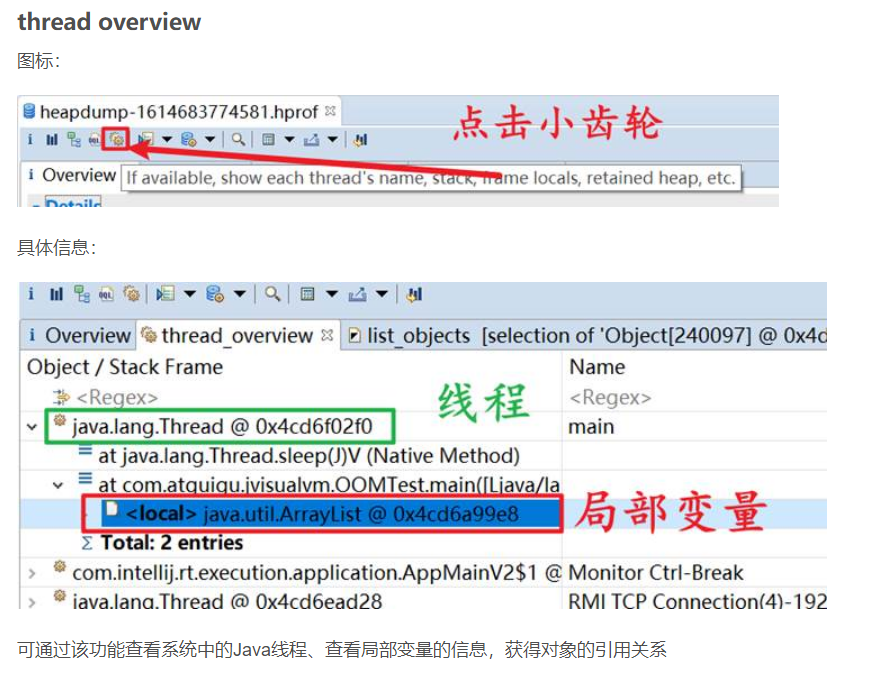 thread overview
图标：
heapdump-1614683774581.hprof
点击小齿轮
i Overview
If available, show each thread's name, stack, frame locals, retained heap, etc.
Details
具体信息：
i Overview thread_overview list_objects [selection of 'Object[240097] @ 0x4cd
Object / Stack Frame Name
<Regex> <Regex>
线程
java.lang.Thread @ 0x4cd6f02f0 main
at java.lang.Thread.sleep(J)V (Native Method)
at com.atguigu.jvisualvm.OOMTest.main([Ljava/la
<local> java.util.ArrayList @ 0x4cd6a99e8
局部变量
Σ Total: 2 entries
com.intellij.rt.execution.application.AppMainV2$1 @ Monitor Ctrl-Break
java.lang.Thread @ 0x4cd6ead28 RMI TCP Connection(4)-192
可通过该功能查看系统中的Java线程、查看局部变量的信息，获得对象的引用关系